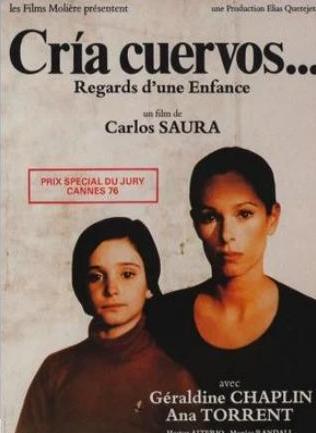 les Films Molière présentent
une Production Elias Querejeta
Cría cuervos...
Regards d'une Enfance
un film de
Carlos SAURA
PRIX SPECIAL DU JURY
CANNES 76
avec
Géraldine CHAPLIN
Ana TORRENT